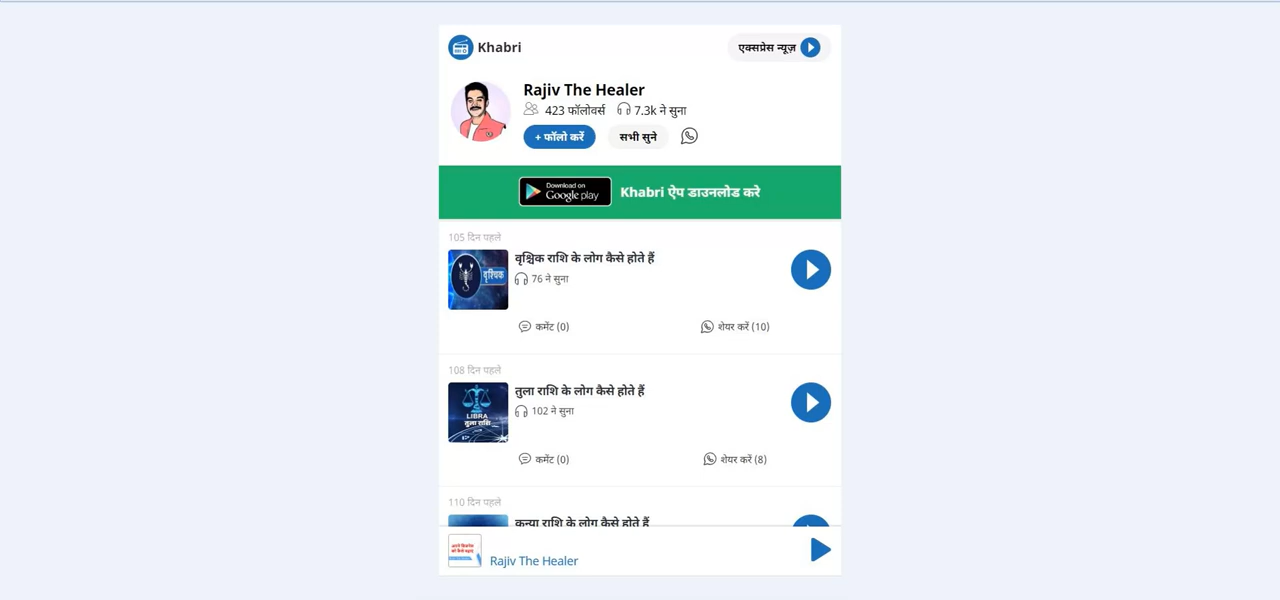 Khabri
एक्सप्रेस न्यूज़
Rajiv The Healer
423 फॉलोवर्स 7.3k ने सुना
+ फॉलो करें सभी सुने
Download on
Google play
Khabri ऐप डाउनलोड करे
105 दिन पहले
वृश्चिक राशि के लोग कैसे होते हैं
वृश्चिक
76 ने सुना
कमेंट (0) शेयर करें (10)
108 दिन पहले
तुला राशि के लोग कैसे होते हैं
102 ने सुना
LIBRA
तुला राशि
कमेंट (0) शेयर करें (8)
110 दिन पहले
कन्या राशि के लोग कैसे होते हैं
Rajiv The Healer